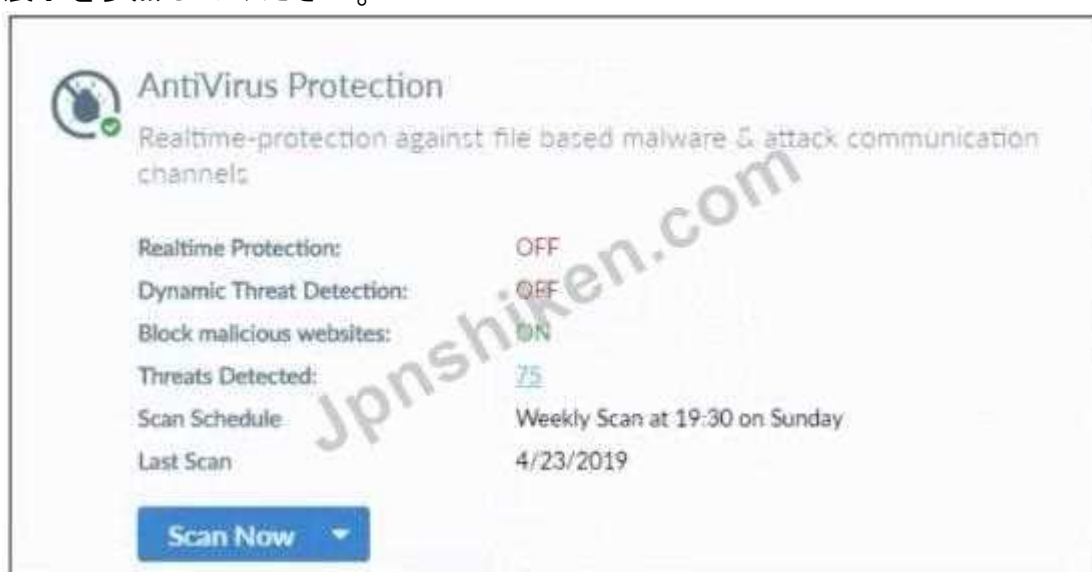 AntiVirus Protection
Realtime-protection against file based malware & attack communication
channels
Realtime Protection: OFF
Dynamic Threat Detection: OFF
Block malicious websites: ON
Threats Detected: 75
Scan Schedule Weekly Scan at 19:30 on Sunday
Last Scan 4/23/2019
Scan Now
Jpnshiken.com